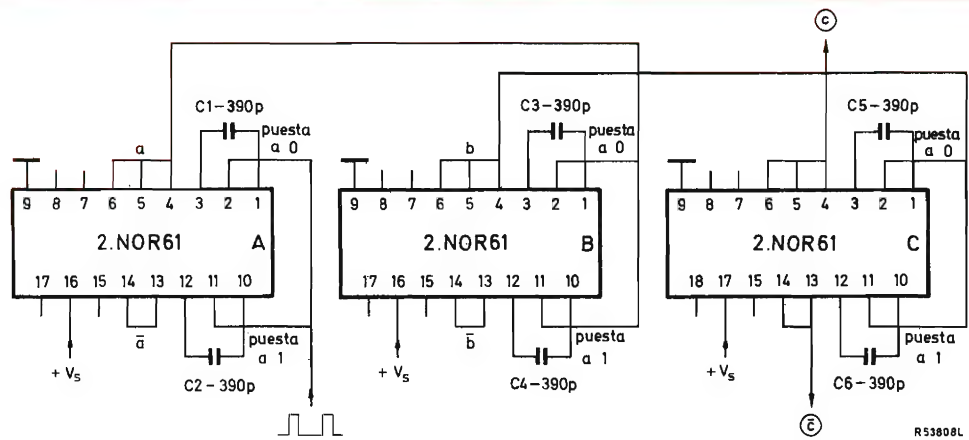 c
C1-390p
C3-390p
C5-390p
puesta
a 0
puesta
a 0
puesta
a 0
a
b
9 8 7 6 5 4 3 2 1
9 8 7 6 5 4 3 2 1
9 8 7 6 5 4 3 2 1
2.NOR61 A
2.NOR61 B
2.NOR61 C
17 16 15 14 13 12 11 10
17 16 15 14 13 12 11 10
18 17 15 14 13 12 11 10
a̅
b̅
puesta
a 1
puesta
a 1
puesta
a 1
+ Vs
+ Vs
+ Vs
C2-390p
C4-390p
C6-390p
c̅
R53808L